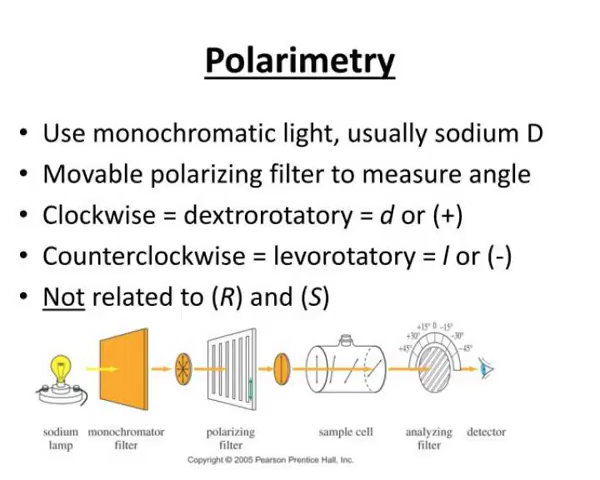 Polarimetry
• Use monochromatic light, usually sodium D
• Movable polarizing filter to measure angle
• Clockwise = dextrorotatory = d or (+)
• Counterclockwise = levorotatory = l or (-)
• Not related to (R) and (S)
+15° 0 -15°
+30° -30°
+45° -45°
sodium lamp
monochromator filter
polarizing filter
sample cell
analyzing filter
detector
Copyright © 2005 Pearson Prentice Hall, Inc.